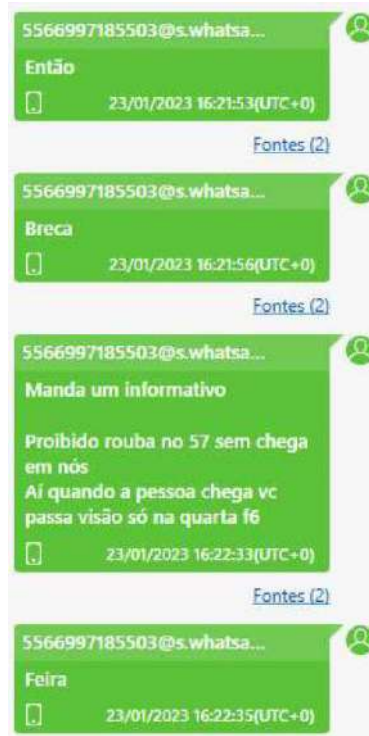 5566997185503@s.whatsa...
Então
23/01/2023 16:21:53(UTC+0)
Fontes (2)
5566997185503@s.whatsa...
Breca
23/01/2023 16:21:56(UTC+0)
Fontes (2)
5566997185503@s.whatsa...
Manda um informativo
Proibido rouba no 57 sem chega
em nós
Aí quando a pessoa chega vc
passa visão só na quarta f6
23/01/2023 16:22:33(UTC+0)
Fontes (2)
5566997185503@s.whatsa...
Feira
23/01/2023 16:22:35(UTC+0)